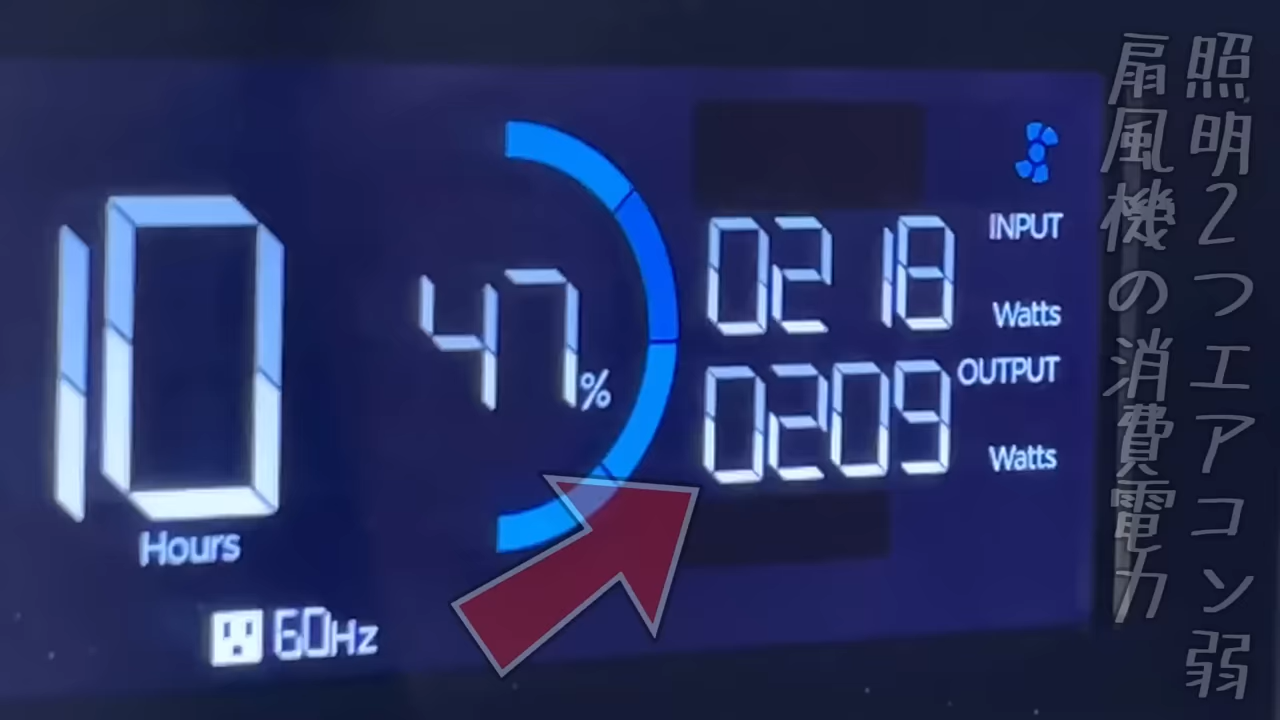 照明2つエアコン弱
扇風機の消費電力
10
Hours
47%
0218
INPUT
Watts
0209
OUTPUT
Watts
60Hz